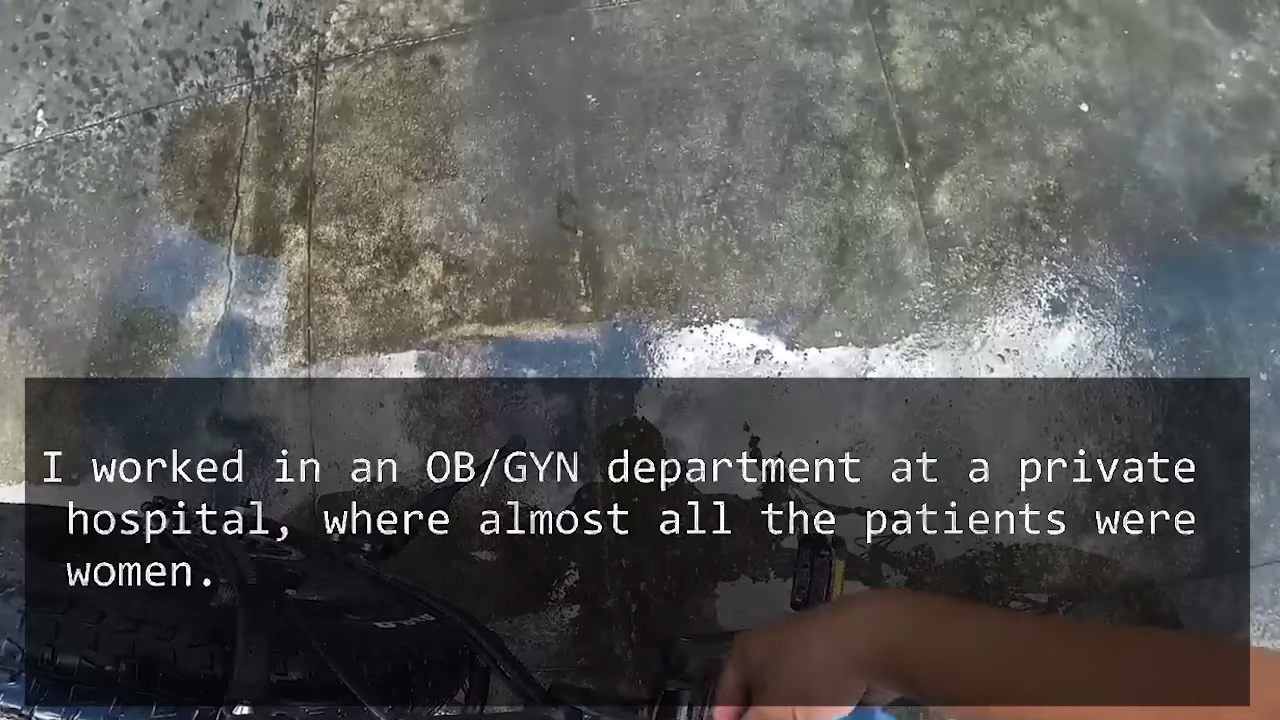 I worked in an OB/GYN department at a private
hospital, where almost all the patients were
women.